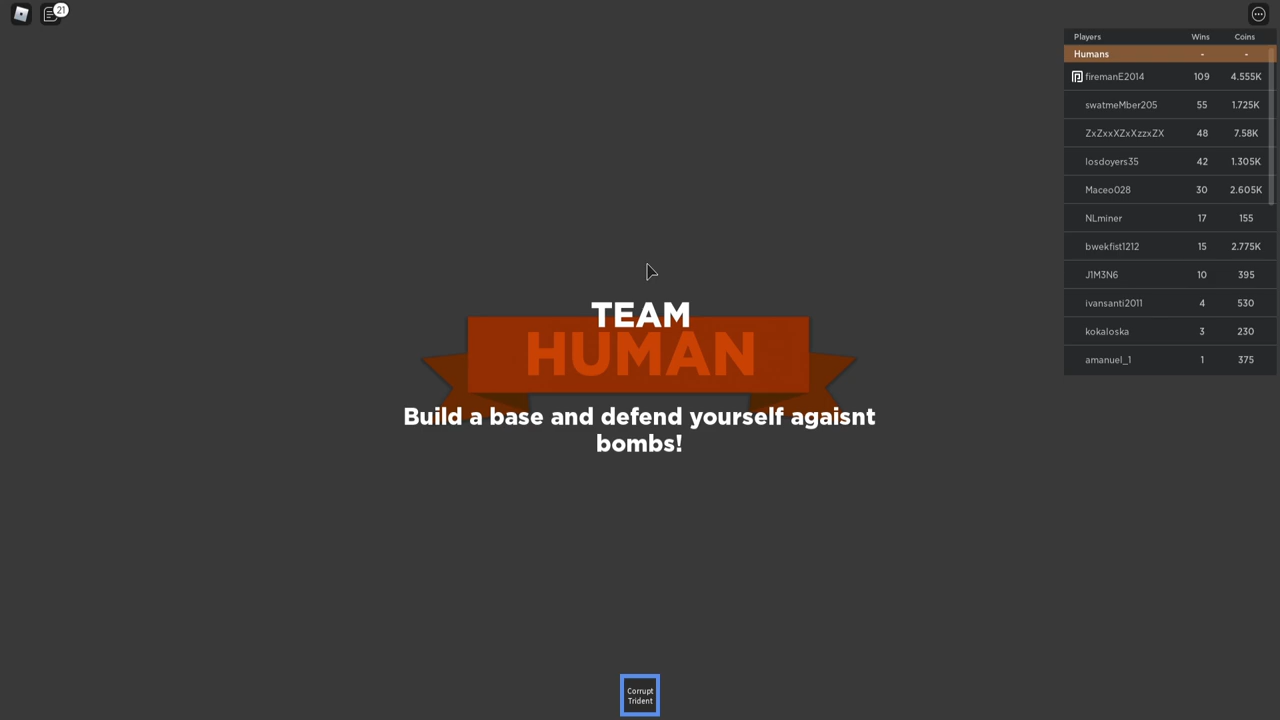 21
Players Wins Coins
Humans - -
firemanE2014 109 4.555K
swatmeMber205 55 1.725K
ZxZxxXZxXzzxZX 48 7.58K
losdoyers35 42 1.305K
Maceo028 30 2.605K
NLminer 17 155
bwekfist1212 15 2.775K
J1M3N6 10 395
ivansanti2011 4 530
kokaloska 3 230
amanuel_1 1 375
TEAM
HUMAN
Build a base and defend yourself agaisnt
bombs!
Corrupt
Trident